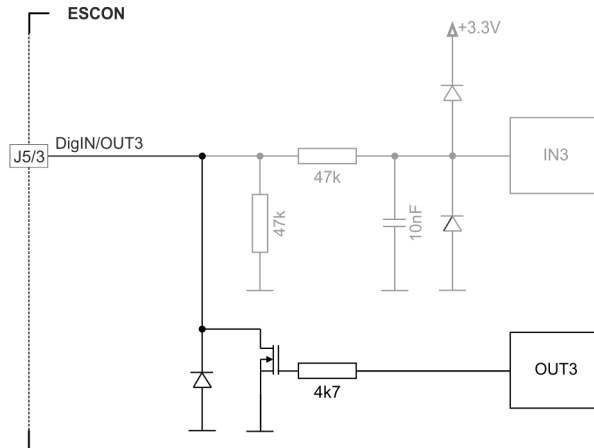 ESCON
+3.3V
DigIN/OUT3
J5/3
IN3
47k
47k
10nF
OUT3
4k7